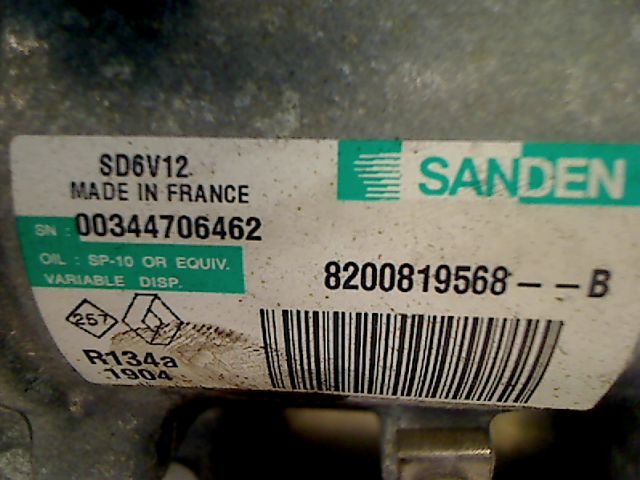 SD6V12
MADE IN FRANCE
SANDEN
SN : 00344706462
OIL : SP-10 OR EQUIV.
VARIABLE DISP.
8200819568--B
257
R134a
1904